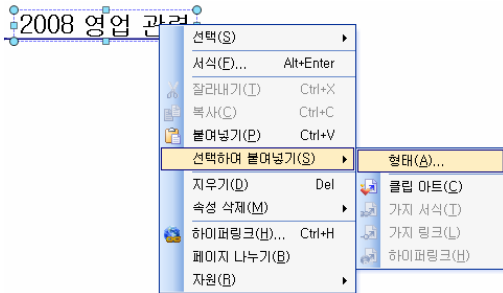 2008 영업 관련
선택(S)
서식(F)... Alt+Enter
잘라내기(T) Ctrl+X
복사(C) Ctrl+C
붙여넣기(P) Ctrl+V
선택하여 붙여넣기(S)
형태(A)...
클립 아트(C)
가지 서식(T)
가지 링크(L)
하이퍼링크(H)
지우기(D) Del
속성 삭제(M)
하이퍼링크(H)... Ctrl+H
페이지 나누기(B)
자원(R)